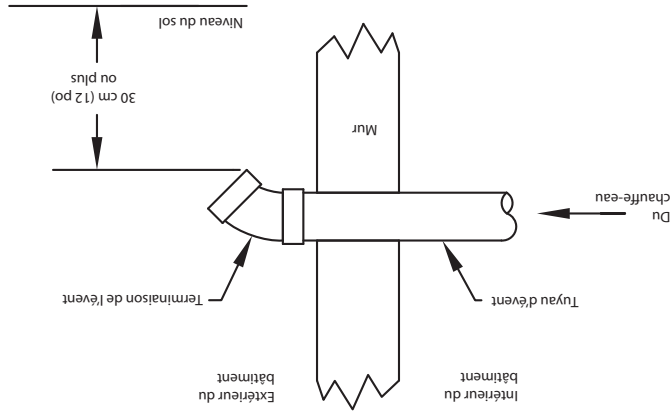 Intérieur du
bâtiment
Extérieur du
bâtiment
Tuyau d'évent
Terminaison de l'évent
Du
chauffe-eau
Mur
30 cm (12 po)
ou plus
Niveau du sol